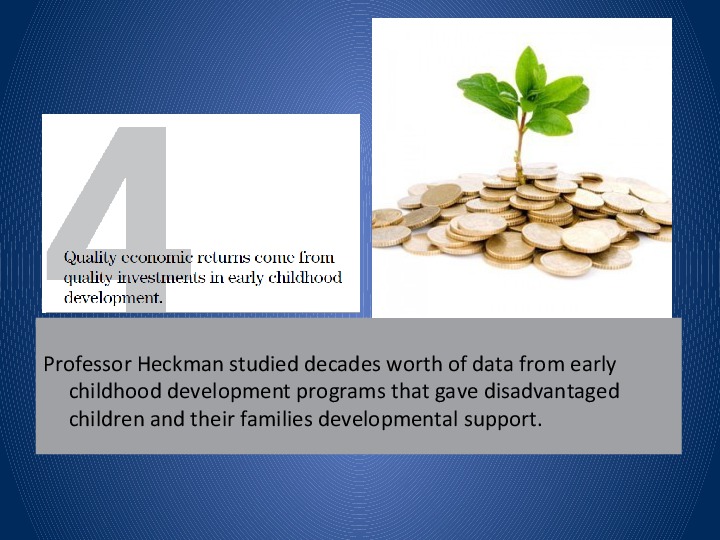 4
Quality economic returns come from
quality investments in early childhood
development.
Professor Heckman studied decades worth of data from early
childhood development programs that gave disadvantaged
children and their families developmental support.